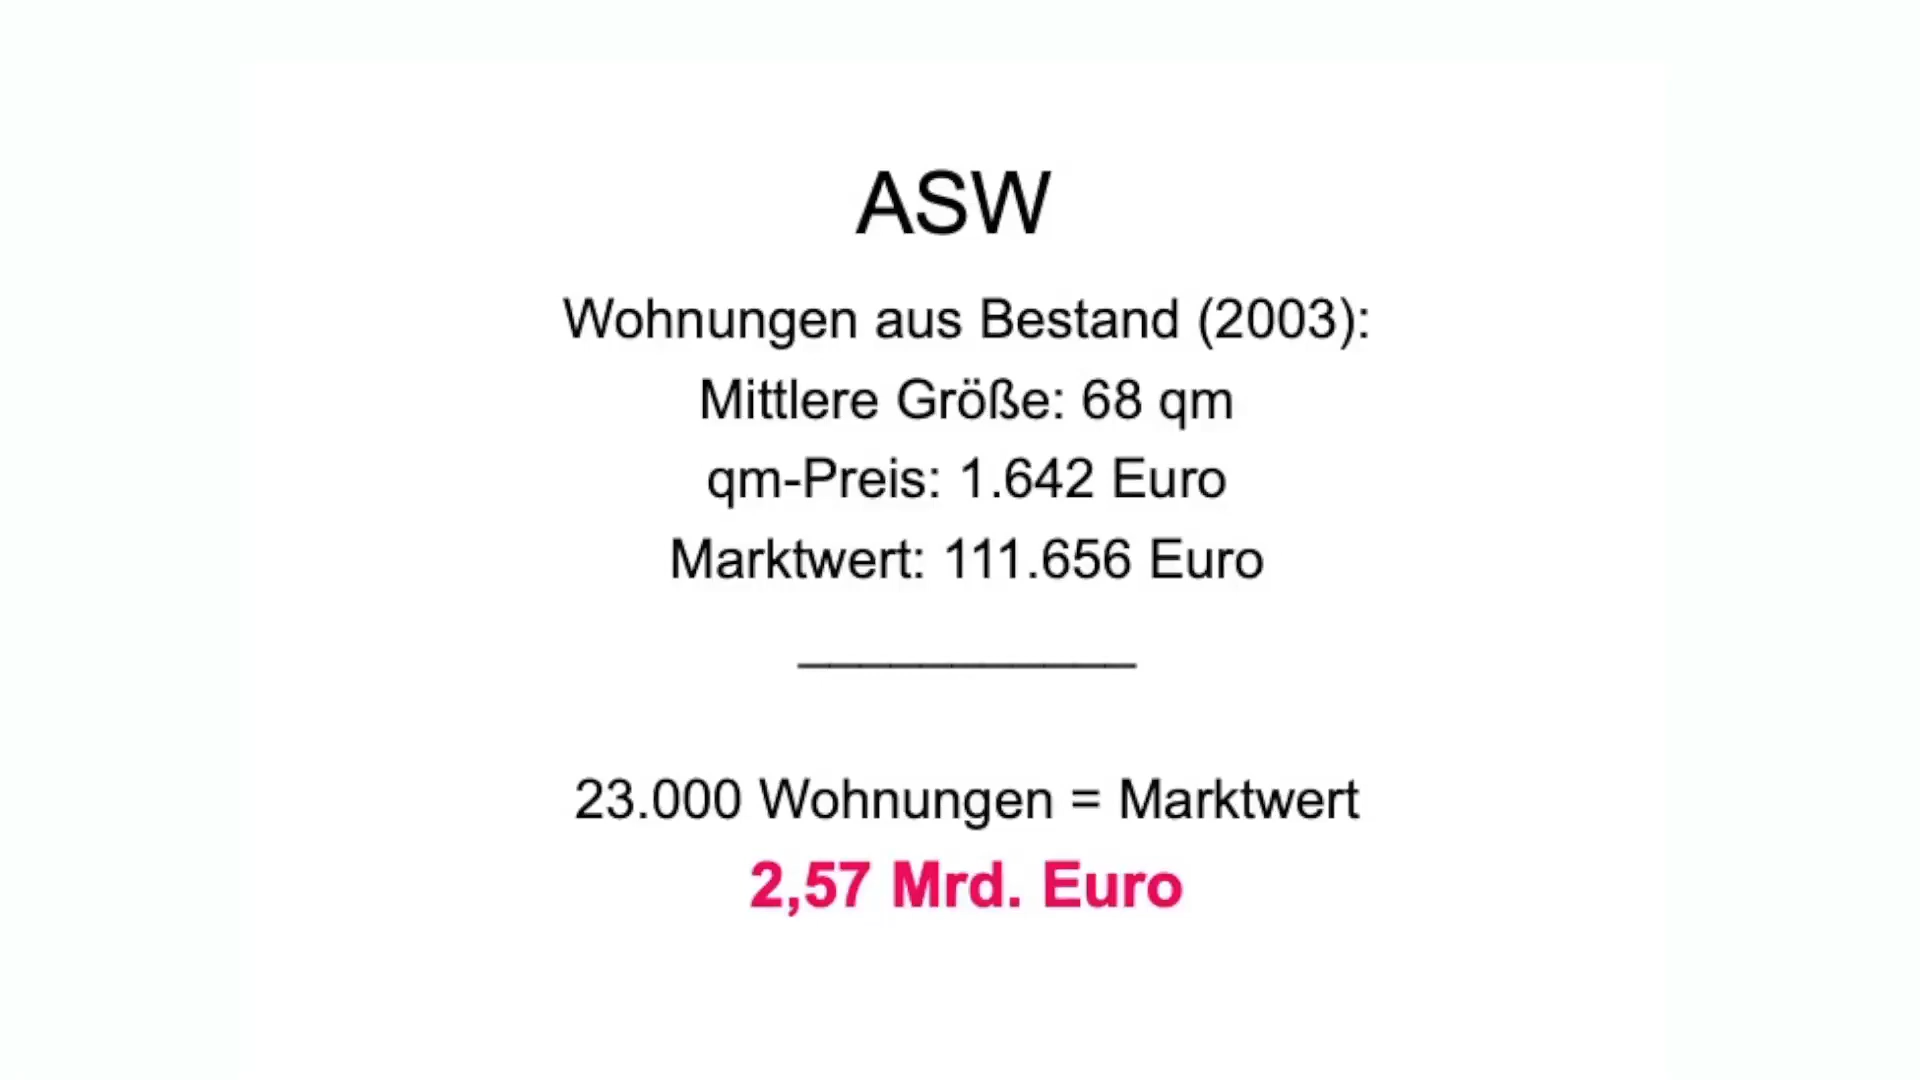 ASW
Wohnungen aus Bestand (2003):
Mittlere Größe: 68 qm
qm-Preis: 1.642 Euro
Marktwert: 111.656 Euro
23.000 Wohnungen = Marktwert
2,57 Mrd. Euro